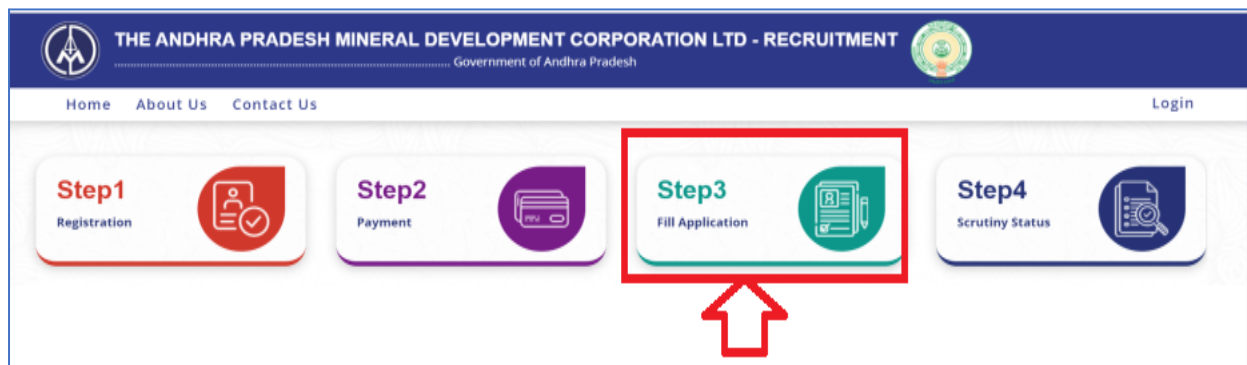 THE ANDHRA PRADESH MINERAL DEVELOPMENT CORPORATION LTD - RECRUITMENT
Government of Andhra Pradesh
Home About Us Contact Us Login
Step1
Registration
Step2
Payment
Step3
Fill Application
Step4
Scrutiny Status